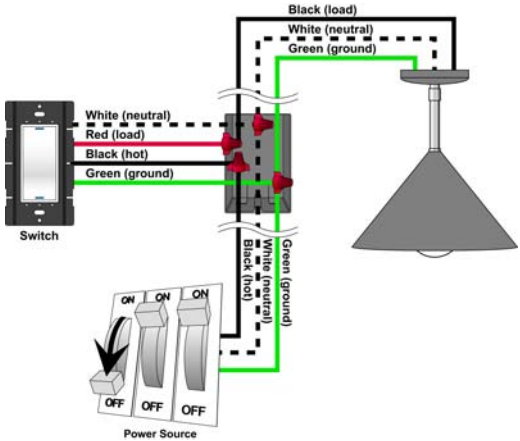 Black (load)
White (neutral)
Green (ground)
White (neutral)
Red (load)
Black (hot)
Green (ground)
Switch
Black (hot)
White (neutral)
Green (ground)
ON
ON
ON
OFF
OFF
OFF
Power Source